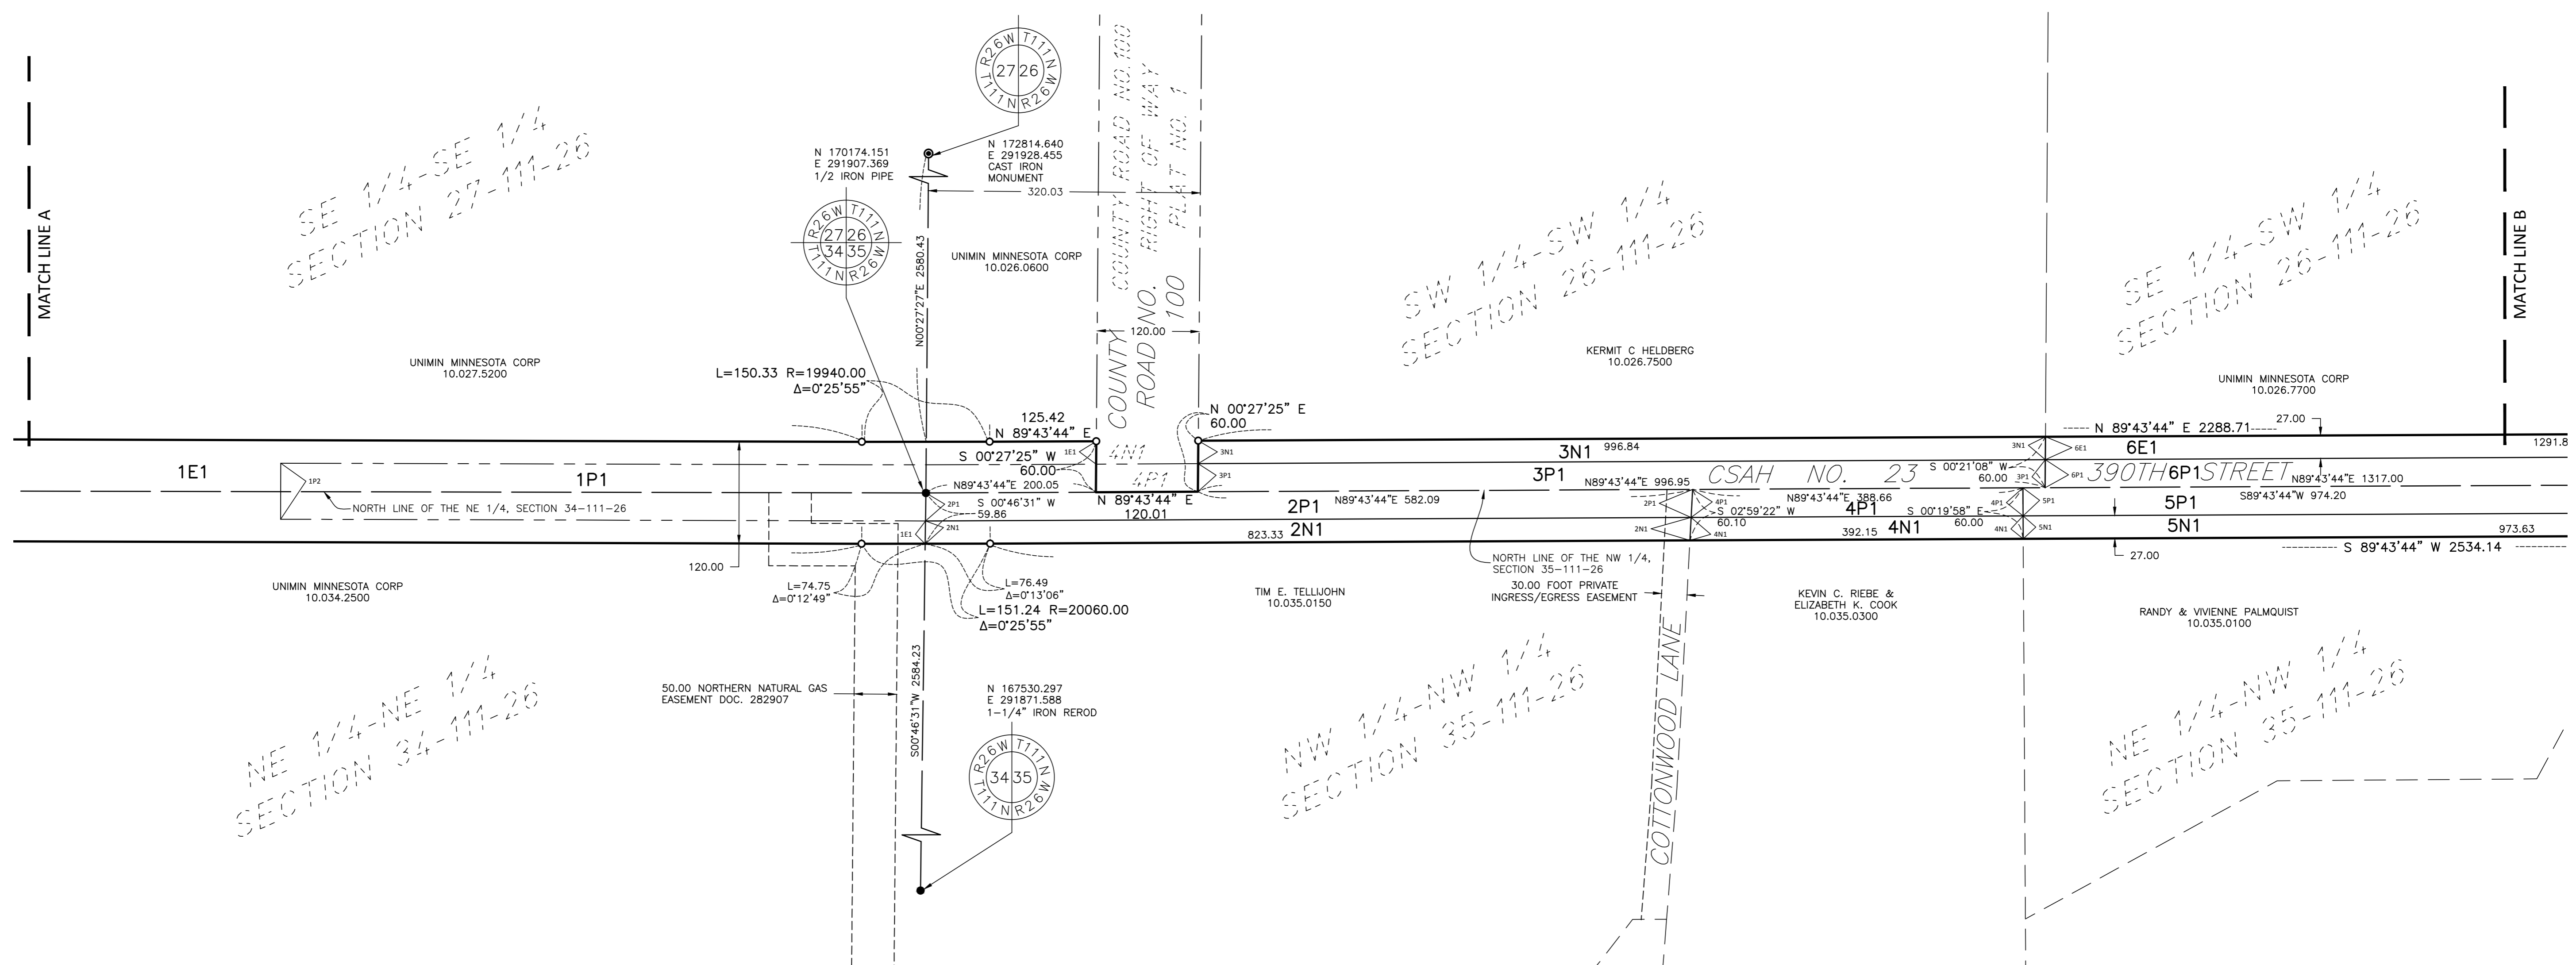 MATCH LINE A
SE 1/4-SE 1/4
SECTION 27-111-26
UNIMIN MINNESOTA CORP
10.027.5200
T111N R26W
27 26
T111N R26W
N 170174.151
E 291907.369
1/2 IRON PIPE
N 172814.640
E 291928.455
CAST IRON
MONUMENT
320.03
T111N R26W
27 26
34 35
T111N R26W
N00°27'27"E 2580.43
UNIMIN MINNESOTA CORP
10.026.0600
COUNTY ROAD ROAD
RIGHT OF WAY
PLAT NO. 1
COUNTY
ROAD NO.
100
120.00
SW 1/4-SW 1/4
SECTION 26-111-26
KERMIT C HELDBERG
10.026.7500
SE 1/4-SW 1/4
SECTION 26-111-26
UNIMIN MINNESOTA CORP
10.026.7700
MATCH LINE B
L=150.33 R=19940.00
Δ=0°25'55"
125.42
N 89°43'44" E
N 00°27'25" E
60.00
N 89°43'44" E 2288.71
27.00
1291.8
1E1
1P2
1P1
NORTH LINE OF THE NE 1/4, SECTION 34-111-26
S 00°27'25" W
60.00
1E1
4N1
4P1
3N1
3P1
N89°43'44"E 200.05
N 89°43'44" E
120.01
2P1
S 00°46'31" W
59.86
2N1
1E1
3N1
996.84
3P1
N89°43'44"E 996.95
2P1
N89°43'44"E 582.09
823.33
2N1
CSAH NO. 23
N89°43'44"E 388.66
2P1
4P1
S 02°59'22" W
60.10
2N1
4N1
4P1
392.15
4N1
S 00°21'08" W
60.00
3N1
6E1
3P1
6P1
S 00°19'58" E
60.00
4P1
5P1
4N1
5N1
6E1
390TH STREET
6P1
N89°43'44"E 1317.00
S89°43'44"W 974.20
5P1
5N1
973.63
27.00
S 89°43'44" W 2534.14
120.00
UNIMIN MINNESOTA CORP
10.034.2500
L=74.75
Δ=0°12'49"
L=76.49
Δ=0°13'06"
L=151.24 R=20060.00
Δ=0°25'55"
TIM E. TELLIJOHN
10.035.0150
NORTH LINE OF THE NW 1/4,
SECTION 35-111-26
30.00 FOOT PRIVATE
INGRESS/EGRESS EASEMENT
KEVIN C. RIEBE &
ELIZABETH K. COOK
10.035.0300
RANDY & VIVIENNE PALMQUIST
10.035.0100
NE 1/4-NE 1/4
SECTION 34-111-26
50.00 NORTHERN NATURAL GAS
EASEMENT DOC. 282907
S00°46'31"W 2584.23
N 167530.297
E 291871.588
1-1/4" IRON REROD
T111N R26W
34 35
T111N R26W
NW 1/4-NW 1/4
SECTION 35-111-26
COTTONWOOD LANE
NE 1/4-NW 1/4
SECTION 35-111-26